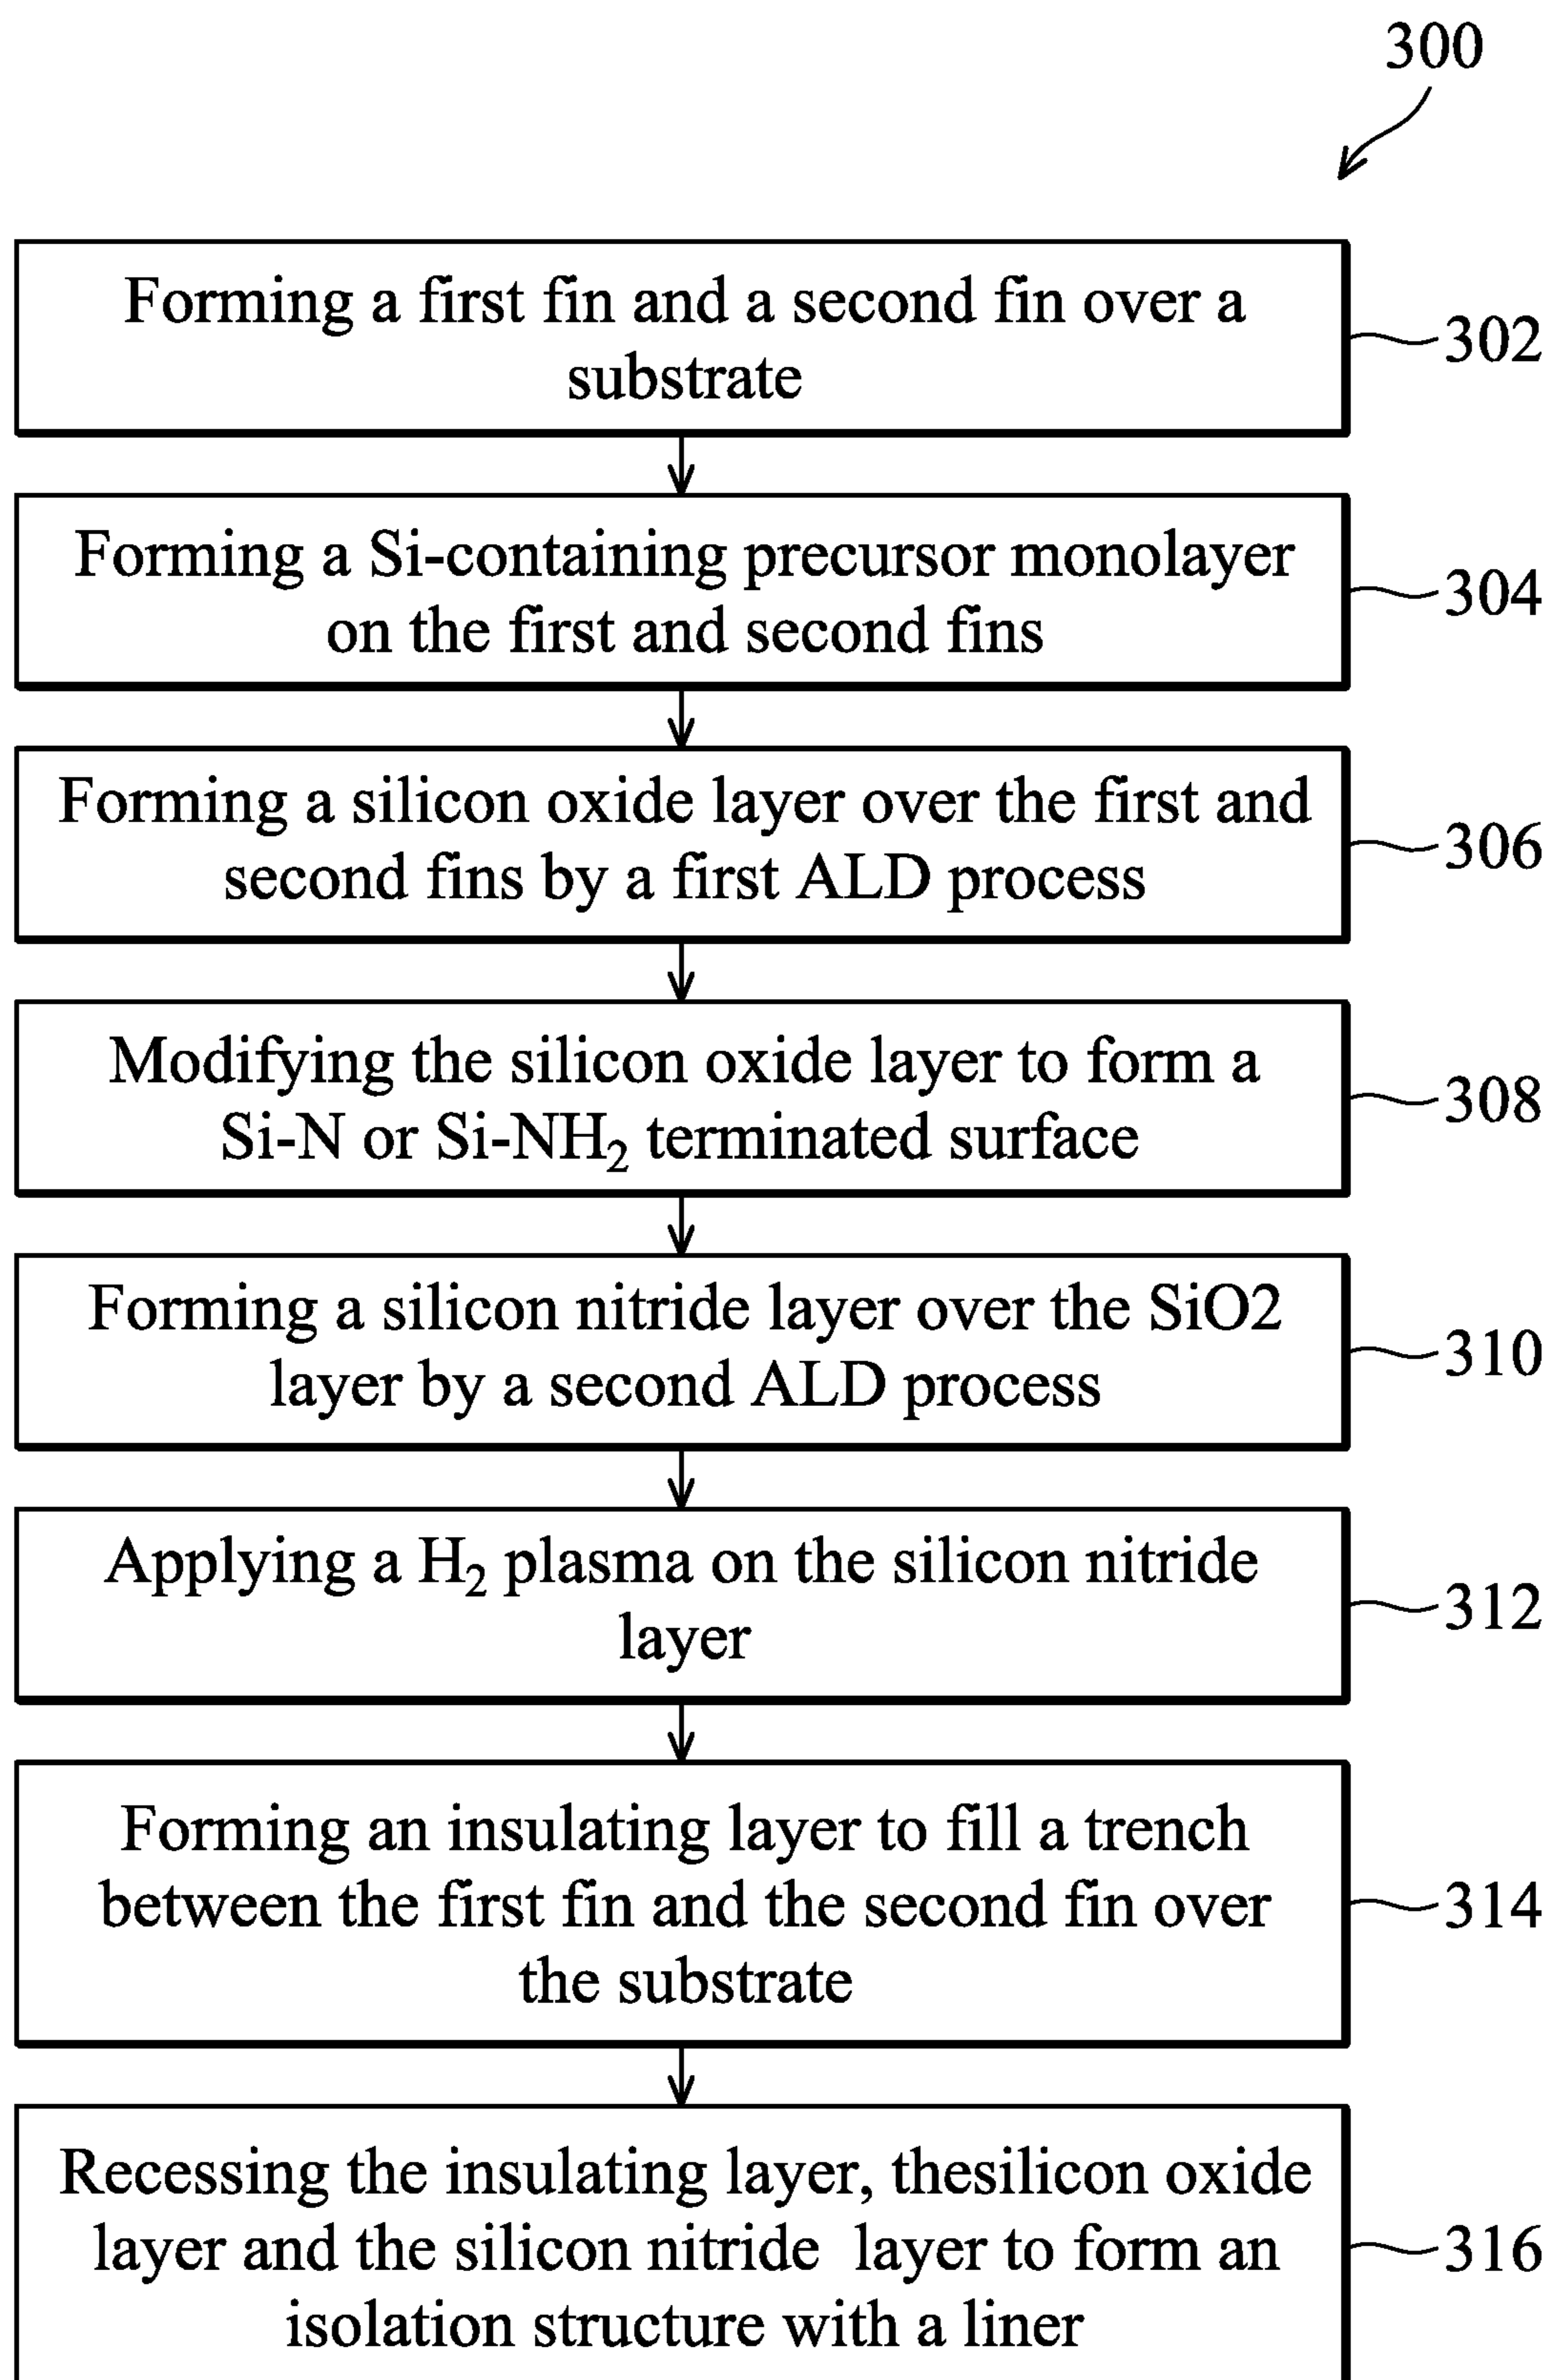 300
Forming a first fin and a second fin over a
substrate
302
Forming a Si-containing precursor monolayer
on the first and second fins
304
Forming a silicon oxide layer over the first and
second fins by a first ALD process
306
Modifying the silicon oxide layer to form a
Si-N or Si-NH₂ terminated surface
308
Forming a silicon nitride layer over the SiO2
layer by a second ALD process
310
Applying a H₂ plasma on the silicon nitride
layer
312
Forming an insulating layer to fill a trench
between the first fin and the second fin over
the substrate
314
Recessing the insulating layer, thesilicon oxide
layer and the silicon nitride layer to form an
isolation structure with a liner
316